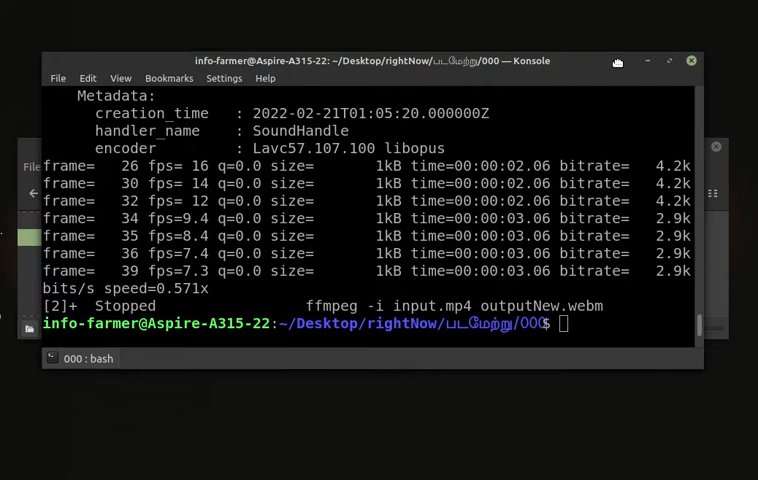 info-farmer@Aspire-A315-22: ~/Desktop/rightNow/படமேற்று/000 — Konsole
File Edit View Bookmarks Settings Help
Metadata:
creation_time : 2022-02-21T01:05:20.000000Z
handler_name : SoundHandle
encoder : Lavc57.107.100 libopus
frame= 26 fps= 16 q=0.0 size= 1kB time=00:00:02.06 bitrate= 4.2k
frame= 30 fps= 14 q=0.0 size= 1kB time=00:00:02.06 bitrate= 4.2k
frame= 32 fps= 12 q=0.0 size= 1kB time=00:00:02.06 bitrate= 4.2k
frame= 34 fps=9.4 q=0.0 size= 1kB time=00:00:03.06 bitrate= 2.9k
frame= 35 fps=8.4 q=0.0 size= 1kB time=00:00:03.06 bitrate= 2.9k
frame= 36 fps=7.4 q=0.0 size= 1kB time=00:00:03.06 bitrate= 2.9k
frame= 39 fps=7.3 q=0.0 size= 1kB time=00:00:03.06 bitrate= 2.9k
bits/s speed=0.571x
[2]+ Stopped ffmpeg -i input.mp4 outputNew.webm
info-farmer@Aspire-A315-22:~/Desktop/rightNow/படமேற்று/000$
000 : bash
File